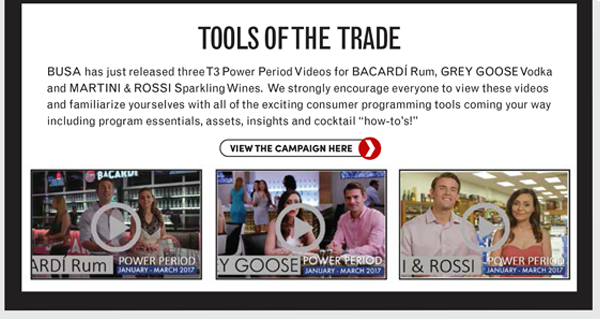 TOOLS OF THE TRADE
BUSA has just released three T3 Power Period Videos for BACARDÍ Rum, GREY GOOSE Vodka
and MARTINI & ROSSI Sparkling Wines. We strongly encourage everyone to view these videos
and familiarize yourselves with all of the exciting consumer programming tools coming your way
including program essentials, assets, insights and cocktail “how-to’s!”
VIEW THE CAMPAIGN HERE
BACARDÍ
ARDÍ Rum
POWER PERIOD
JANUARY - MARCH 2017
Y GOOSE
POWER PERIOD
JANUARY - MARCH 2017
I & ROSSI
POWER PERIOD
JANUARY - MARCH 2017